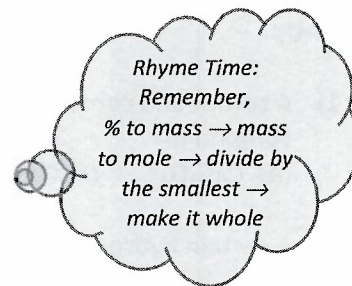 Rhyme Time:
Remember,
% to mass → mass
to mole → divide by
the smallest →
make it whole